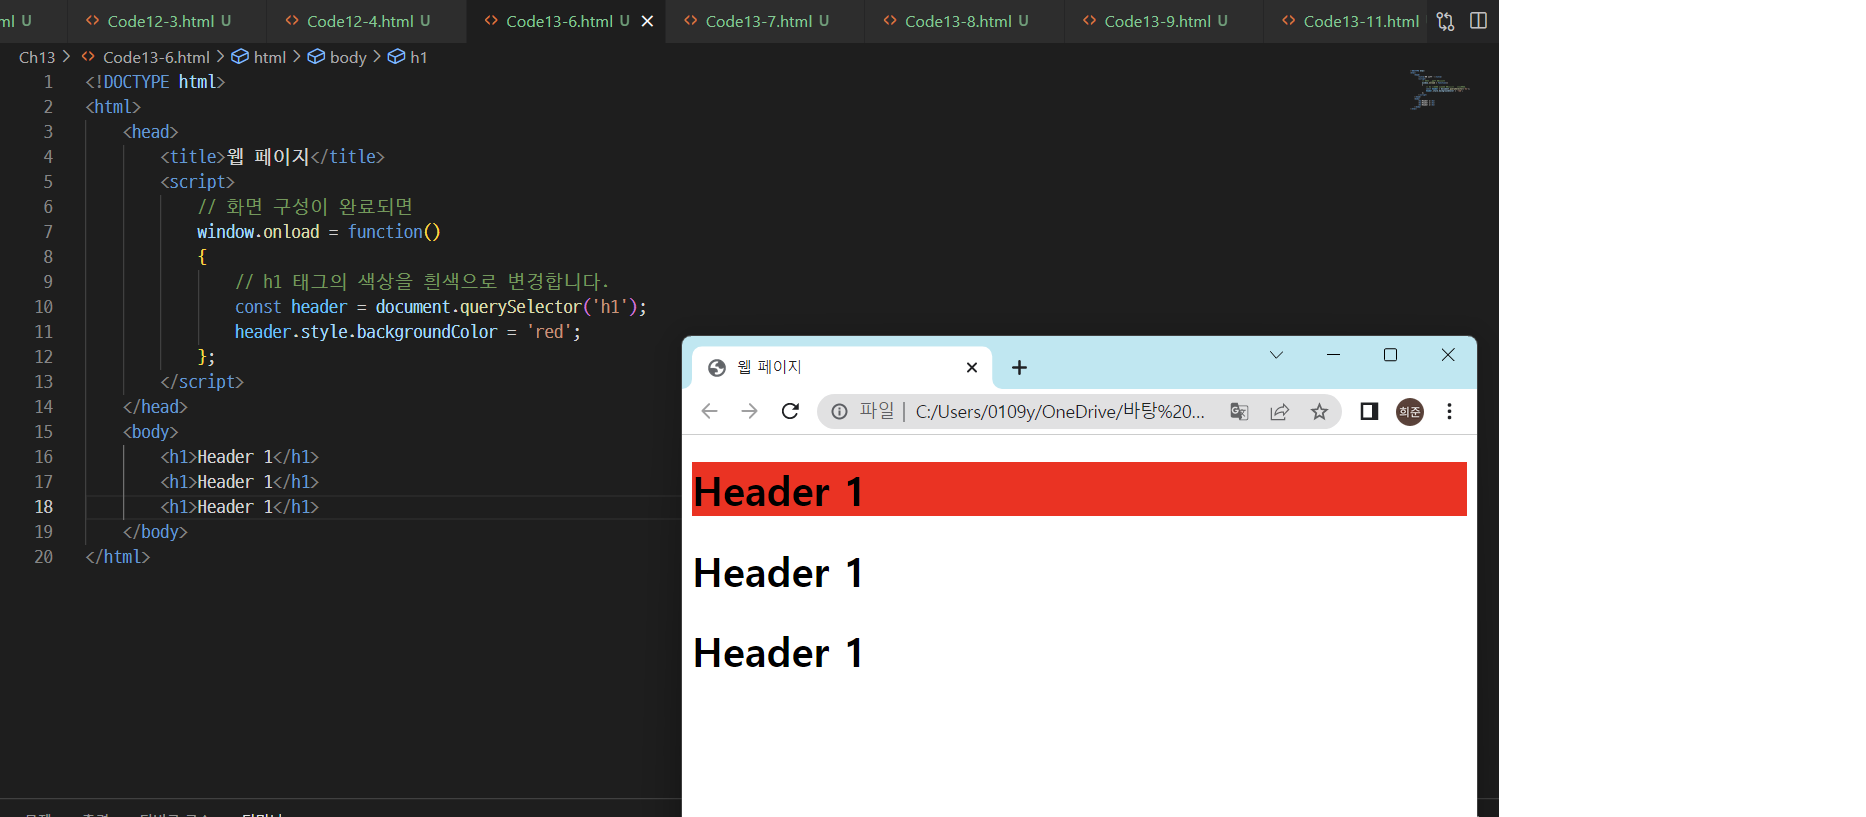 ml U Code12-3.html U Code12-4.html U Code13-6.html U Code13-7.html U Code13-8.html U Code13-9.html U Code13-11.html
Ch13 > Code13-6.html > html > body > h1
1 <!DOCTYPE html>
2 <html>
3 <head>
4 <title>웹 페이지</title>
5 <script>
6 // 화면 구성이 완료되면
7 window.onload = function()
8 {
9 // h1 태그의 색상을 흰색으로 변경합니다.
10 const header = document.querySelector('h1');
11 header.style.backgroundColor = 'red';
12 };
13 </script>
14 </head>
15 <body>
16 <h1>Header 1</h1>
17 <h1>Header 1</h1>
18 <h1>Header 1</h1>
19 </body>
20 </html>
웹 페이지
파일 | C:/Users/0109y/OneDrive/바탕%20... 희준
Header 1
Header 1
Header 1